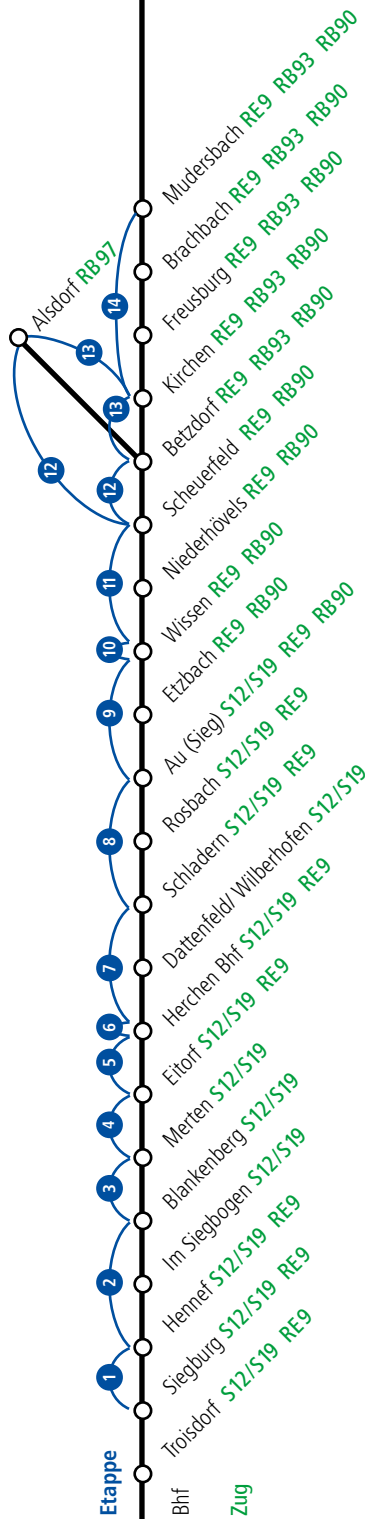 Etappe
1
2
3
4
5
6
7
8
9
10
11
12
12
13
13
14
Alsdorf RB97
Bhf
Zug
Troisdorf S12/S19 RE9
Siegburg S12/S19 RE9
Hennef S12/S19 RE9
Im Siegbogen S12/S19
Blankenberg S12/S19
Merten S12/S19
Eitorf S12/S19 RE9
Herchen Bhf S12/S19 RE9
Dattenfeld/ Wilberhofen S12/S19
Schladern S12/S19 RE9
Rosbach S12/S19 RE9
Au (Sieg) S12/S19 RE9 RB90
Etzbach RE9 RB90
Wissen RE9 RB90
Niederhövels RE9 RB90
Scheuerfeld RE9 RB90
Betzdorf RE9 RB93 RB90
Kirchen RE9 RB93 RB90
Freusburg RE9 RB93 RB90
Brachbach RE9 RB93 RB90
Mudersbach RE9 RB93 RB90